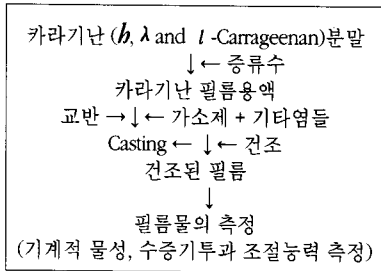 카라기난 (h, λ and l -Carrageenan)분말
↓ ← 증류수
카라기난 필름용액
교반 → ↓ ← 가소제 + 기타염들
Casting ← ↓ ← 건조
건조된 필름
↓
필름물의 측정
(기계적 물성, 수증기투과 조절능력 측정)